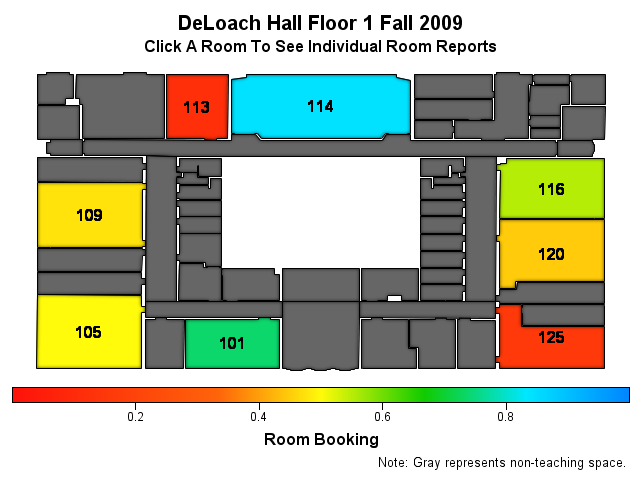 DeLoach Hall Floor 1 Fall 2009
Click A Room To See Individual Room Reports
113
114
116
109
120
105
101
125
0.2 0.4 0.6 0.8
Room Booking
Note: Gray represents non-teaching space.